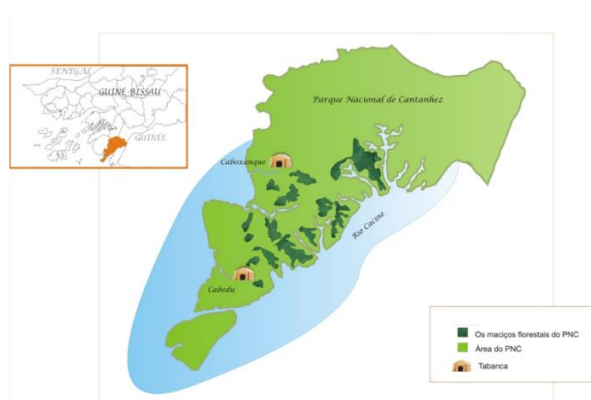 SENEGAL
GUINÉ BISSAU
GUINÉE
Parque Nacional de Cantanhez
Caboxanque
Rio Cacine
Cabedu
Os maciços florestais do PNC
Área do PNC
Tabanca